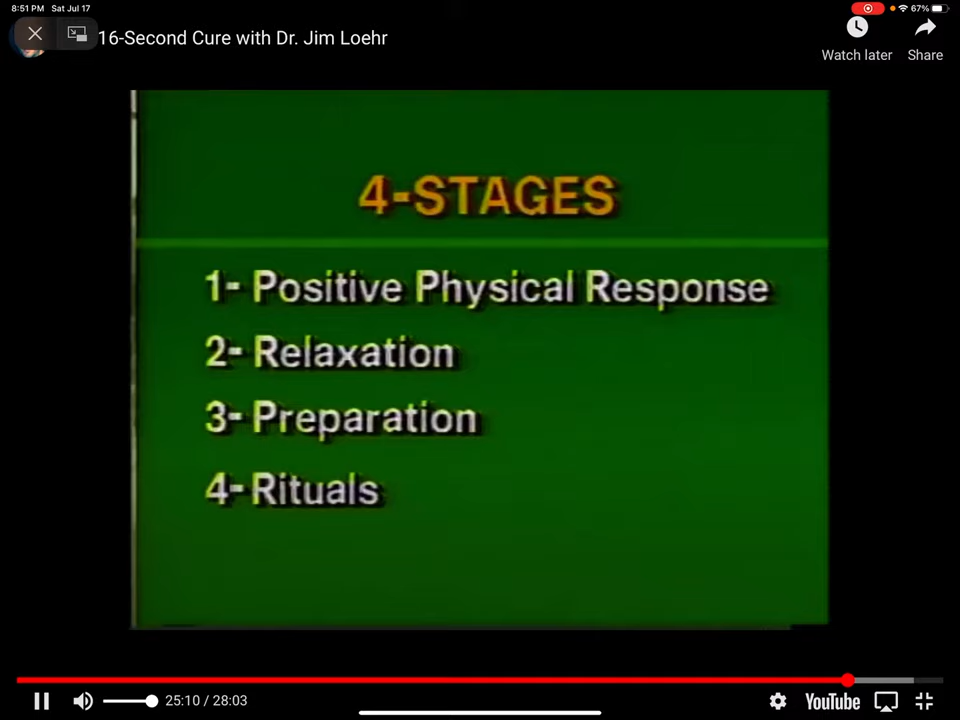 8:51 PM Sat Jul 17
67%
16-Second Cure with Dr. Jim Loehr
Watch later
Share
4-STAGES
1- Positive Physical Response
2- Relaxation
3- Preparation
4- Rituals
25:10 / 28:03
YouTube